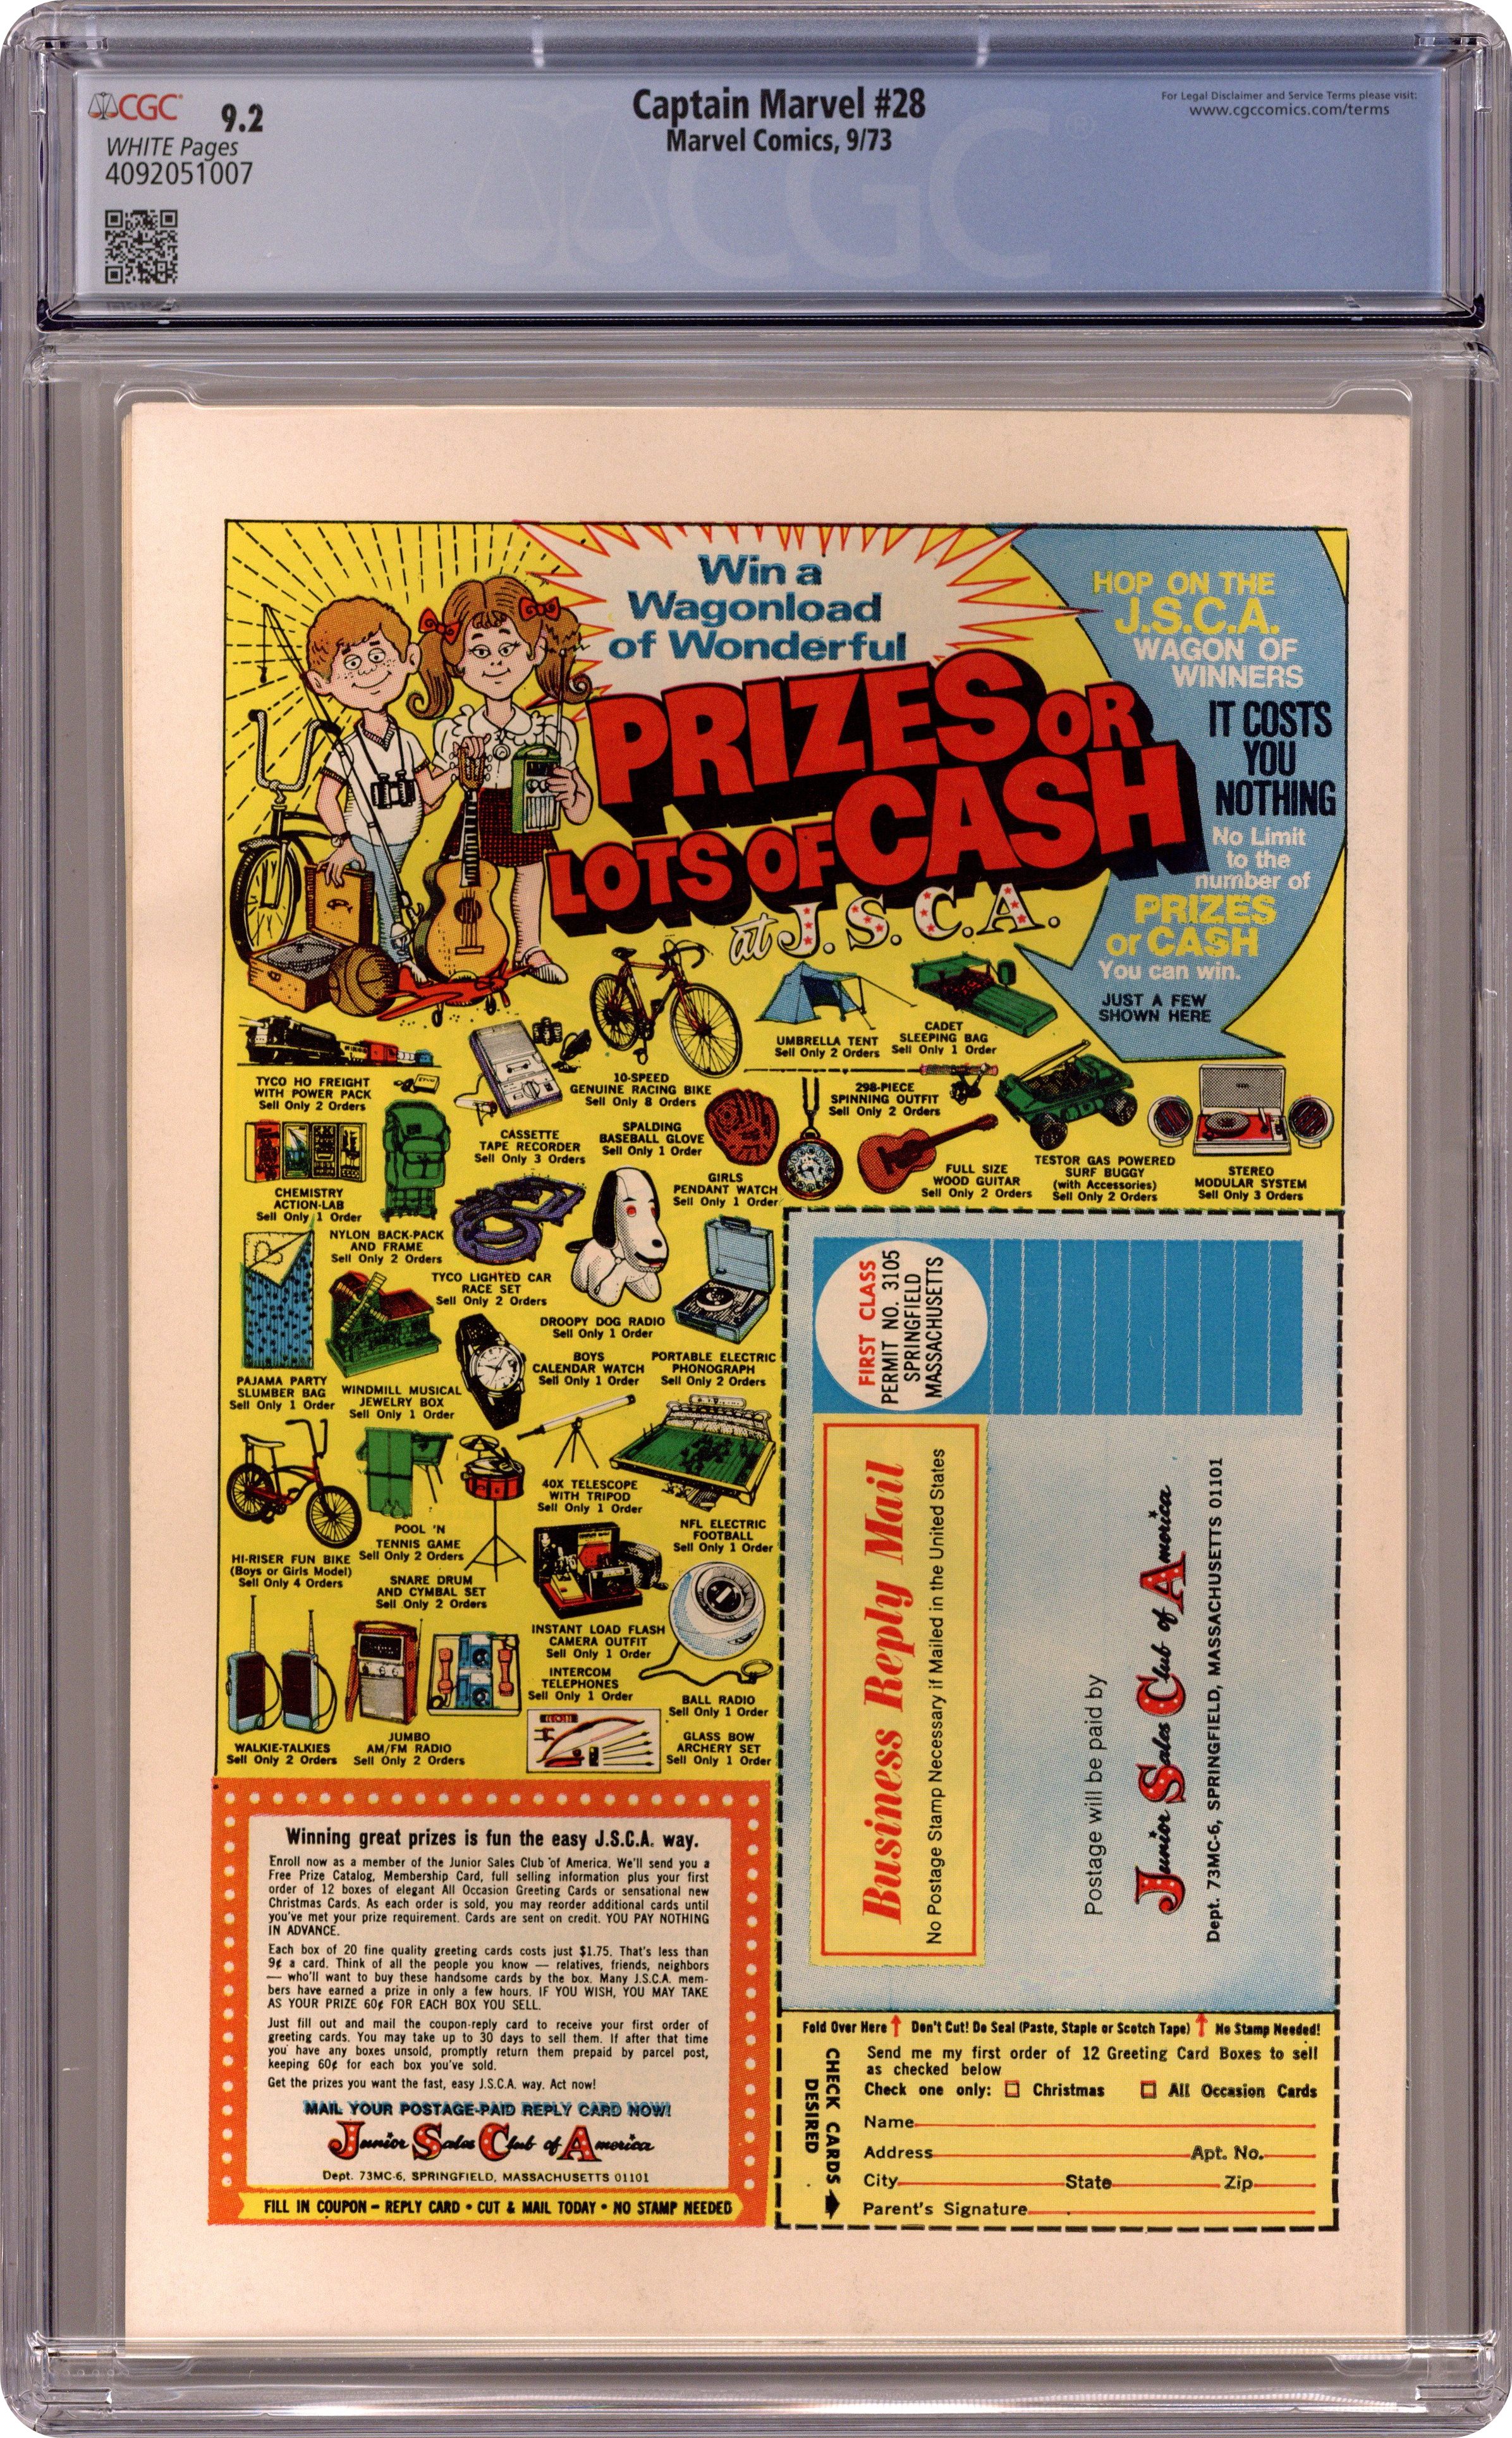 CGC
9.2
WHITE Pages
4092051007
Captain Marvel #28
Marvel Comics, 9/73
For Legal Disclaimer and Service Terms please visit:
www.cgccomics.com/terms
CGC
Win a
Wagonload
of Wonderful
PRIZES OR
LOTS OF CASH
at J.S.C.A.
HOP ON THE
J.S.C.A.
WAGON OF
WINNERS
IT COSTS
YOU
NOTHING
No Limit
to the
number of
PRIZES
or CASH
You can win.
JUST A FEW
SHOWN HERE
TYCO HO FREIGHT
WITH POWER PACK
Sell Only 2 Orders
CASSETTE
TAPE RECORDER
Sell Only 3 Orders
10-SPEED
GENUINE RACING BIKE
Sell Only 8 Orders
UMBRELLA TENT
Sell Only 2 Orders
CADET
SLEEPING BAG
Sell Only 1 Order
SPALDING
BASEBALL GLOVE
Sell Only 1 Order
298-PIECE
SPINNING OUTFIT
Sell Only 2 Orders
GIRLS
PENDANT WATCH
Sell Only 1 Order
FULL SIZE
WOOD GUITAR
Sell Only 2 Orders
TESTOR GAS POWERED
SURF BUGGY
(with Accessories)
Sell Only 2 Orders
STEREO
MODULAR SYSTEM
Sell Only 3 Orders
CHEMISTRY
ACTION-LAB
Sell Only 1 Order
NYLON BACK-PACK
AND FRAME
Sell Only 2 Orders
TYCO LIGHTED CAR
RACE SET
Sell Only 2 Orders
DROOPY DOG RADIO
Sell Only 1 Order
PAJAMA PARTY
SLUMBER BAG
Sell Only 1 Order
WINDMILL MUSICAL
JEWELRY BOX
Sell Only 1 Order
BOYS
CALENDAR WATCH
Sell Only 1 Order
PORTABLE ELECTRIC
PHONOGRAPH
Sell Only 2 Orders
40X TELESCOPE
WITH TRIPOD
Sell Only 1 Order
NFL ELECTRIC
FOOTBALL
Sell Only 1 Order
HI-RISER FUN BIKE
(Boys or Girls Model)
Sell Only 4 Orders
POOL 'N
TENNIS GAME
Sell Only 2 Orders
SNARE DRUM
AND CYMBAL SET
Sell Only 2 Orders
INSTANT LOAD FLASH
CAMERA OUTFIT
Sell Only 1 Order
INTERCOM
TELEPHONES
Sell Only 1 Order
BALL RADIO
Sell Only 1 Order
WALKIE-TALKIES
Sell Only 2 Orders
JUMBO
AM/FM RADIO
Sell Only 2 Orders
GLASS BOW
ARCHERY SET
Sell Only 1 Order
FIRST CLASS
PERMIT NO. 3105
SPRINGFIELD
MASSACHUSETTS
Business Reply Mail
No Postage Stamp Necessary if Mailed in the United States
Postage will be paid by
Junior Sales Club of America
Dept. 73MC-6, SPRINGFIELD, MASSACHUSETTS 01101
Winning great prizes is fun the easy J.S.C.A. way.
Enroll now as a member of the Junior Sales Club of America. We'll send you a
Free Prize Catalog, Membership Card, full selling information plus your first
order of 12 boxes of elegant All Occasion Greeting Cards or sensational new
Christmas Cards. As each order is sold, you may reorder additional cards until
you've met your prize requirement. Cards are sent on credit. YOU PAY NOTHING
IN ADVANCE.
Each box of 20 fine quality greeting cards costs just $1.75. That's less than
9¢ a card. Think of all the people you know — relatives, friends, neighbors
— who'll want to buy these handsome cards by the box. Many J.S.C.A. mem-
bers have earned a prize in only a few hours. IF YOU WISH, YOU MAY TAKE
AS YOUR PRIZE 60¢ FOR EACH BOX YOU SELL.
Just fill out and mail the coupon-reply card to receive your first order of
greeting cards. You may take up to 30 days to sell them. If after that time
you have any boxes unsold, promptly return them prepaid by parcel post,
keeping 60¢ for each box you've sold.
Get the prizes you want the fast, easy J.S.C.A. way. Act now!
MAIL YOUR POSTAGE-PAID REPLY CARD NOW!
Junior Sales Club of America
Dept. 73MC-6, SPRINGFIELD, MASSACHUSETTS 01101
FILL IN COUPON – REPLY CARD • CUT & MAIL TODAY • NO STAMP NEEDED
Fold Over Here ↑ Don't Cut! Do Seal (Paste, Staple or Scotch Tape) ↑ No Stamp Needed!
CHECK CARDS
DESIRED
Send me my first order of 12 Greeting Card Boxes to sell
as checked below
Check one only: ☐ Christmas ☐ All Occasion Cards
Name
Address Apt. No.
City State Zip
Parent's Signature